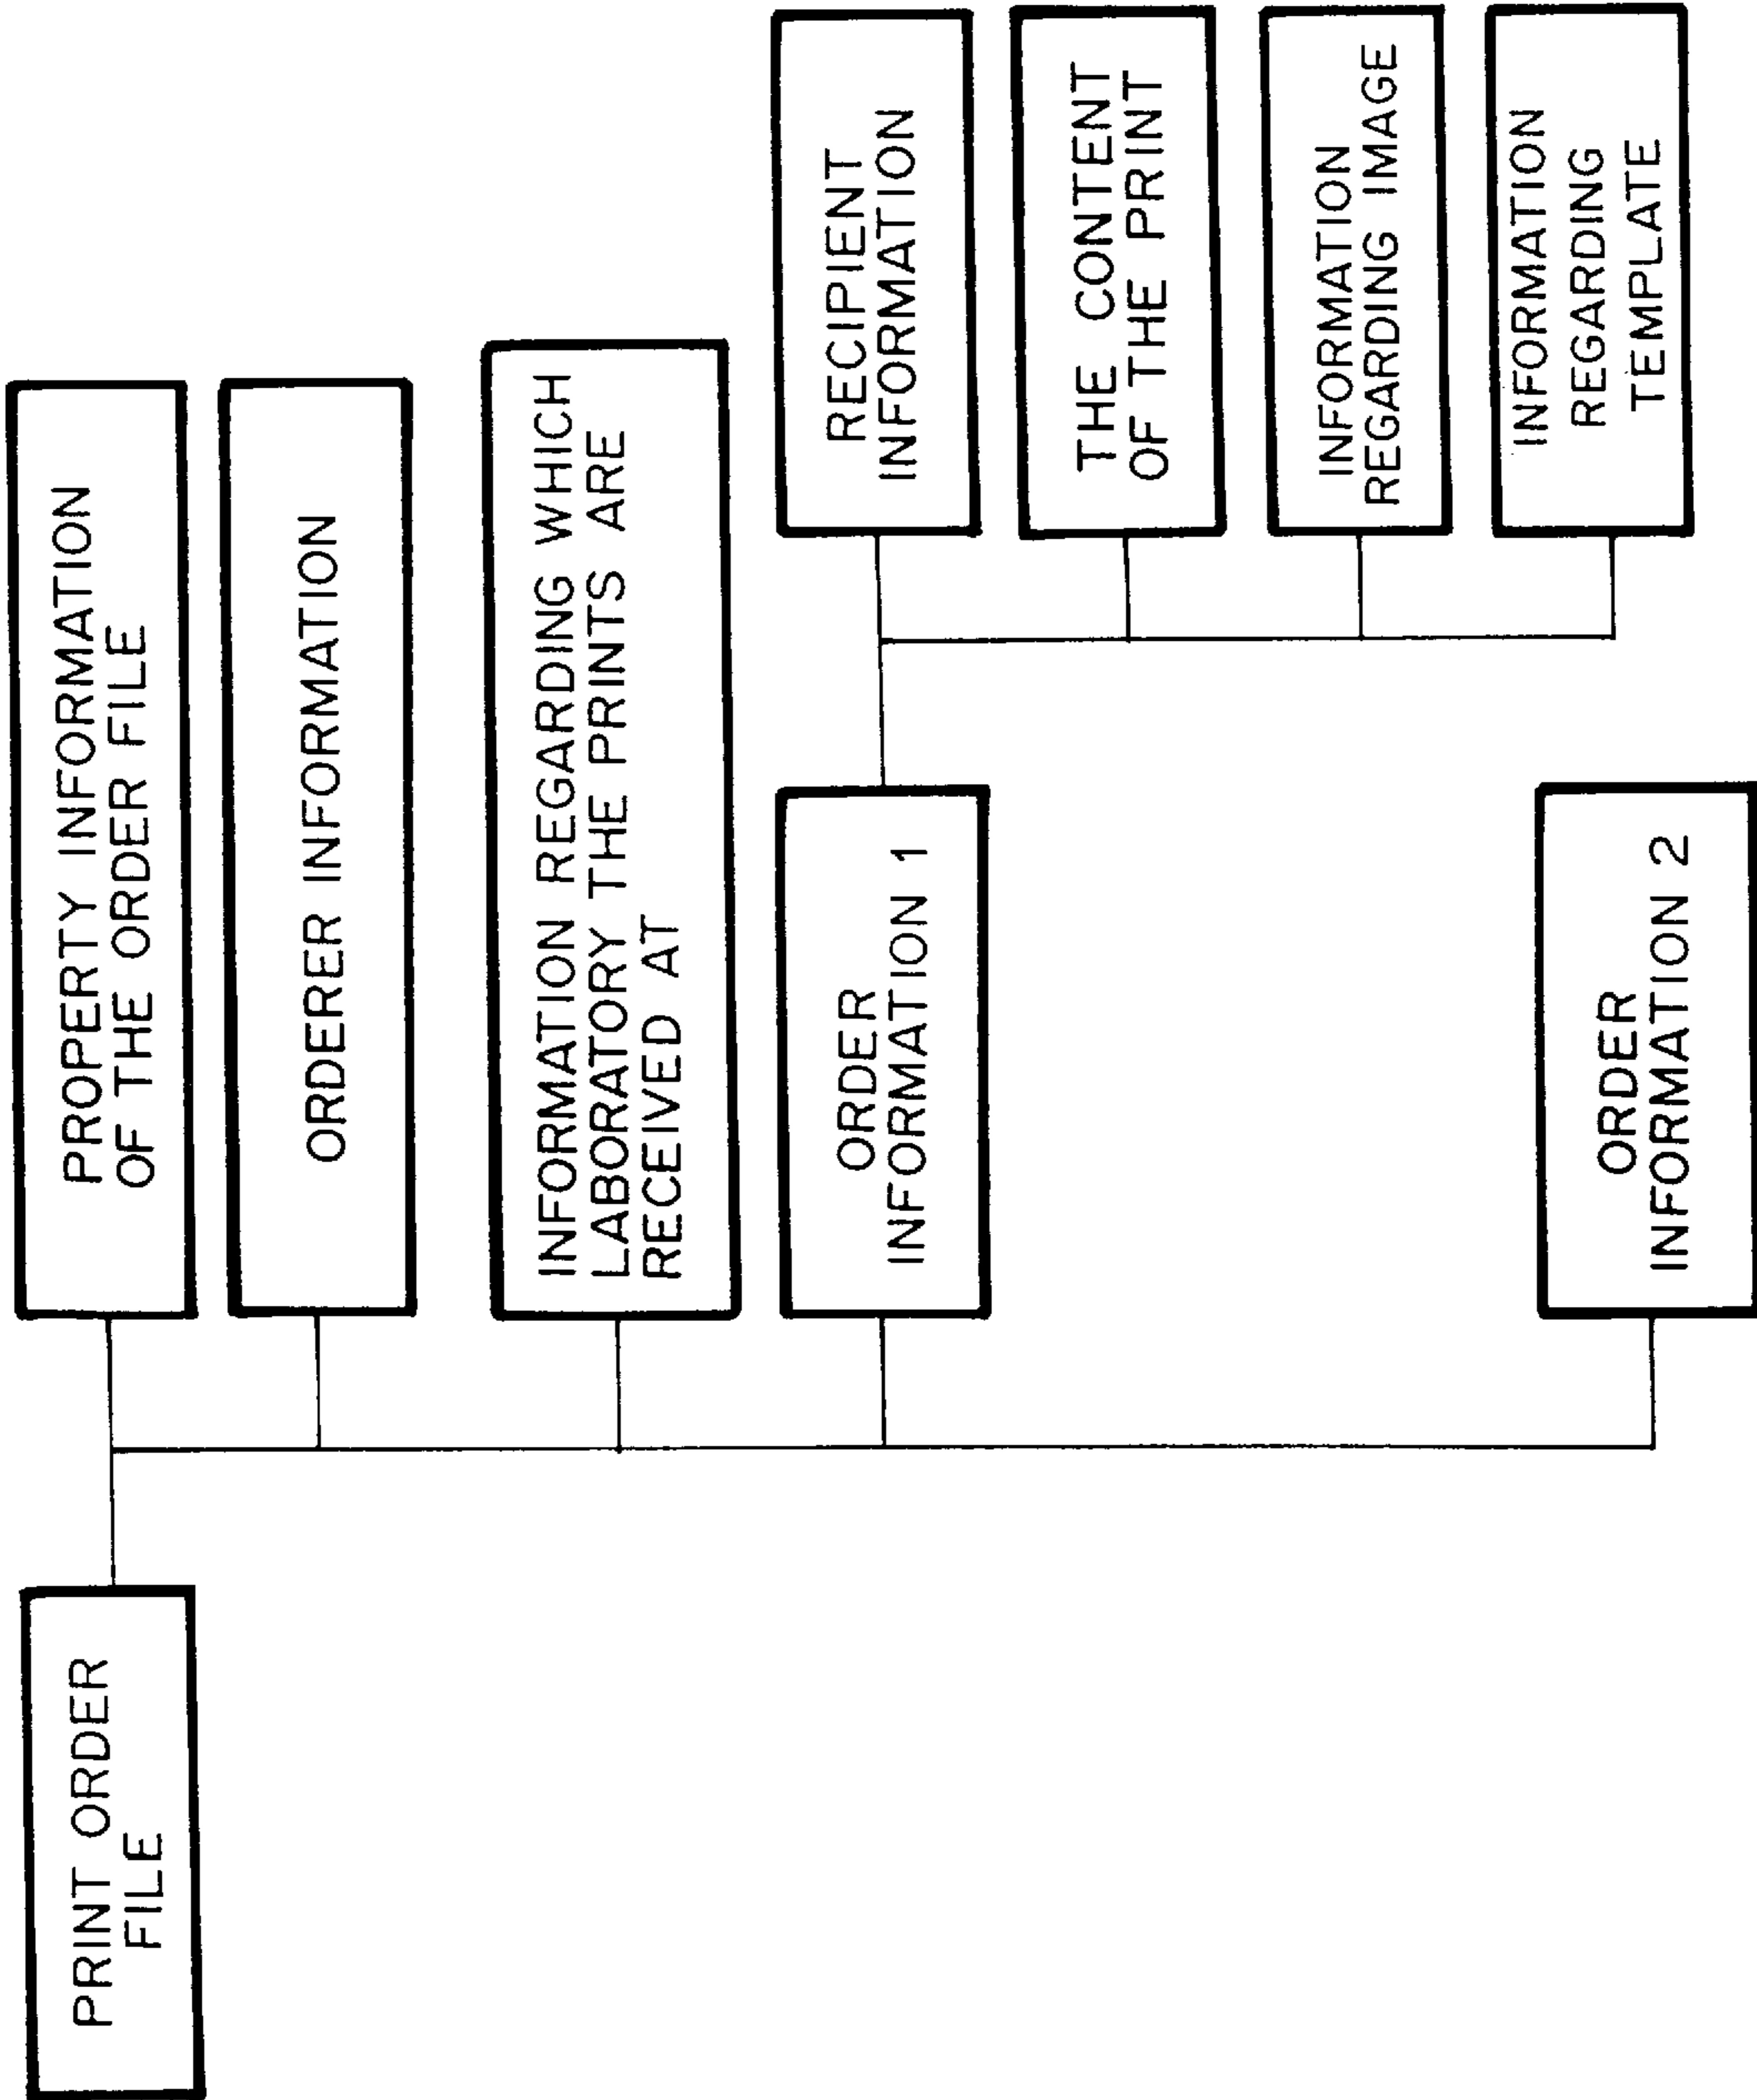 PRINT ORDER
FILE
PROPERTY INFORMATION
OF THE ORDER FILE
ORDERER INFORMATION
INFORMATION REGARDING WHICH
LABORATORY THE PRINTS ARE
RECEIVED AT
ORDER
INFORMATION 1
RECIPIENT
INFORMATION
THE CONTENT
OF THE PRINT
INFORMATION
REGARDING IMAGE
INFORMATION
REGARDING
TEMPLATE
ORDER
INFORMATION 2